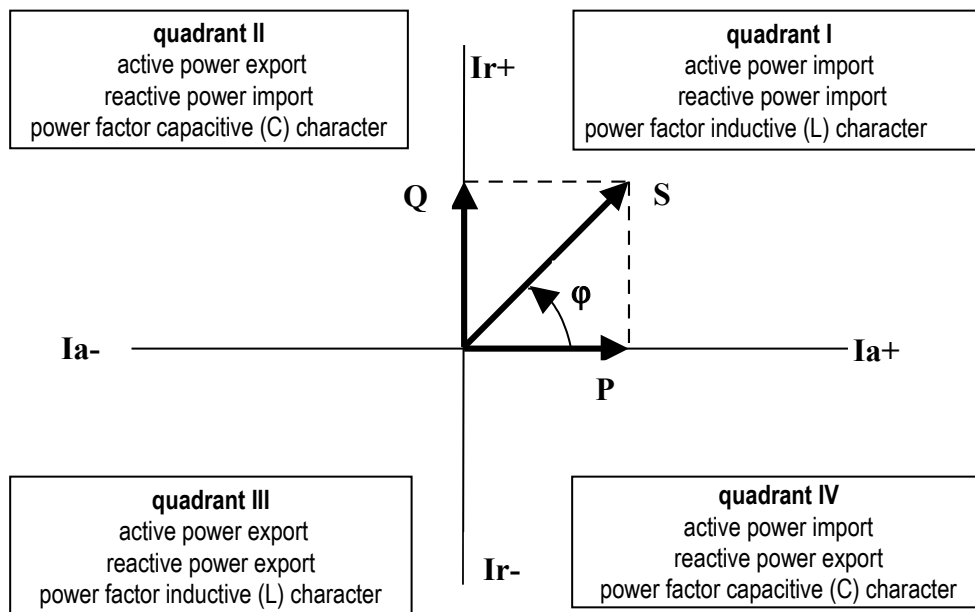 quadrant II
active power export
reactive power import
power factor capacitive (C) character
quadrant I
active power import
reactive power import
power factor inductive (L) character
Ir+
Q
S
φ
Ia-
Ia+
P
quadrant III
active power export
reactive power export
power factor inductive (L) character
Ir-
quadrant IV
active power import
reactive power export
power factor capacitive (C) character